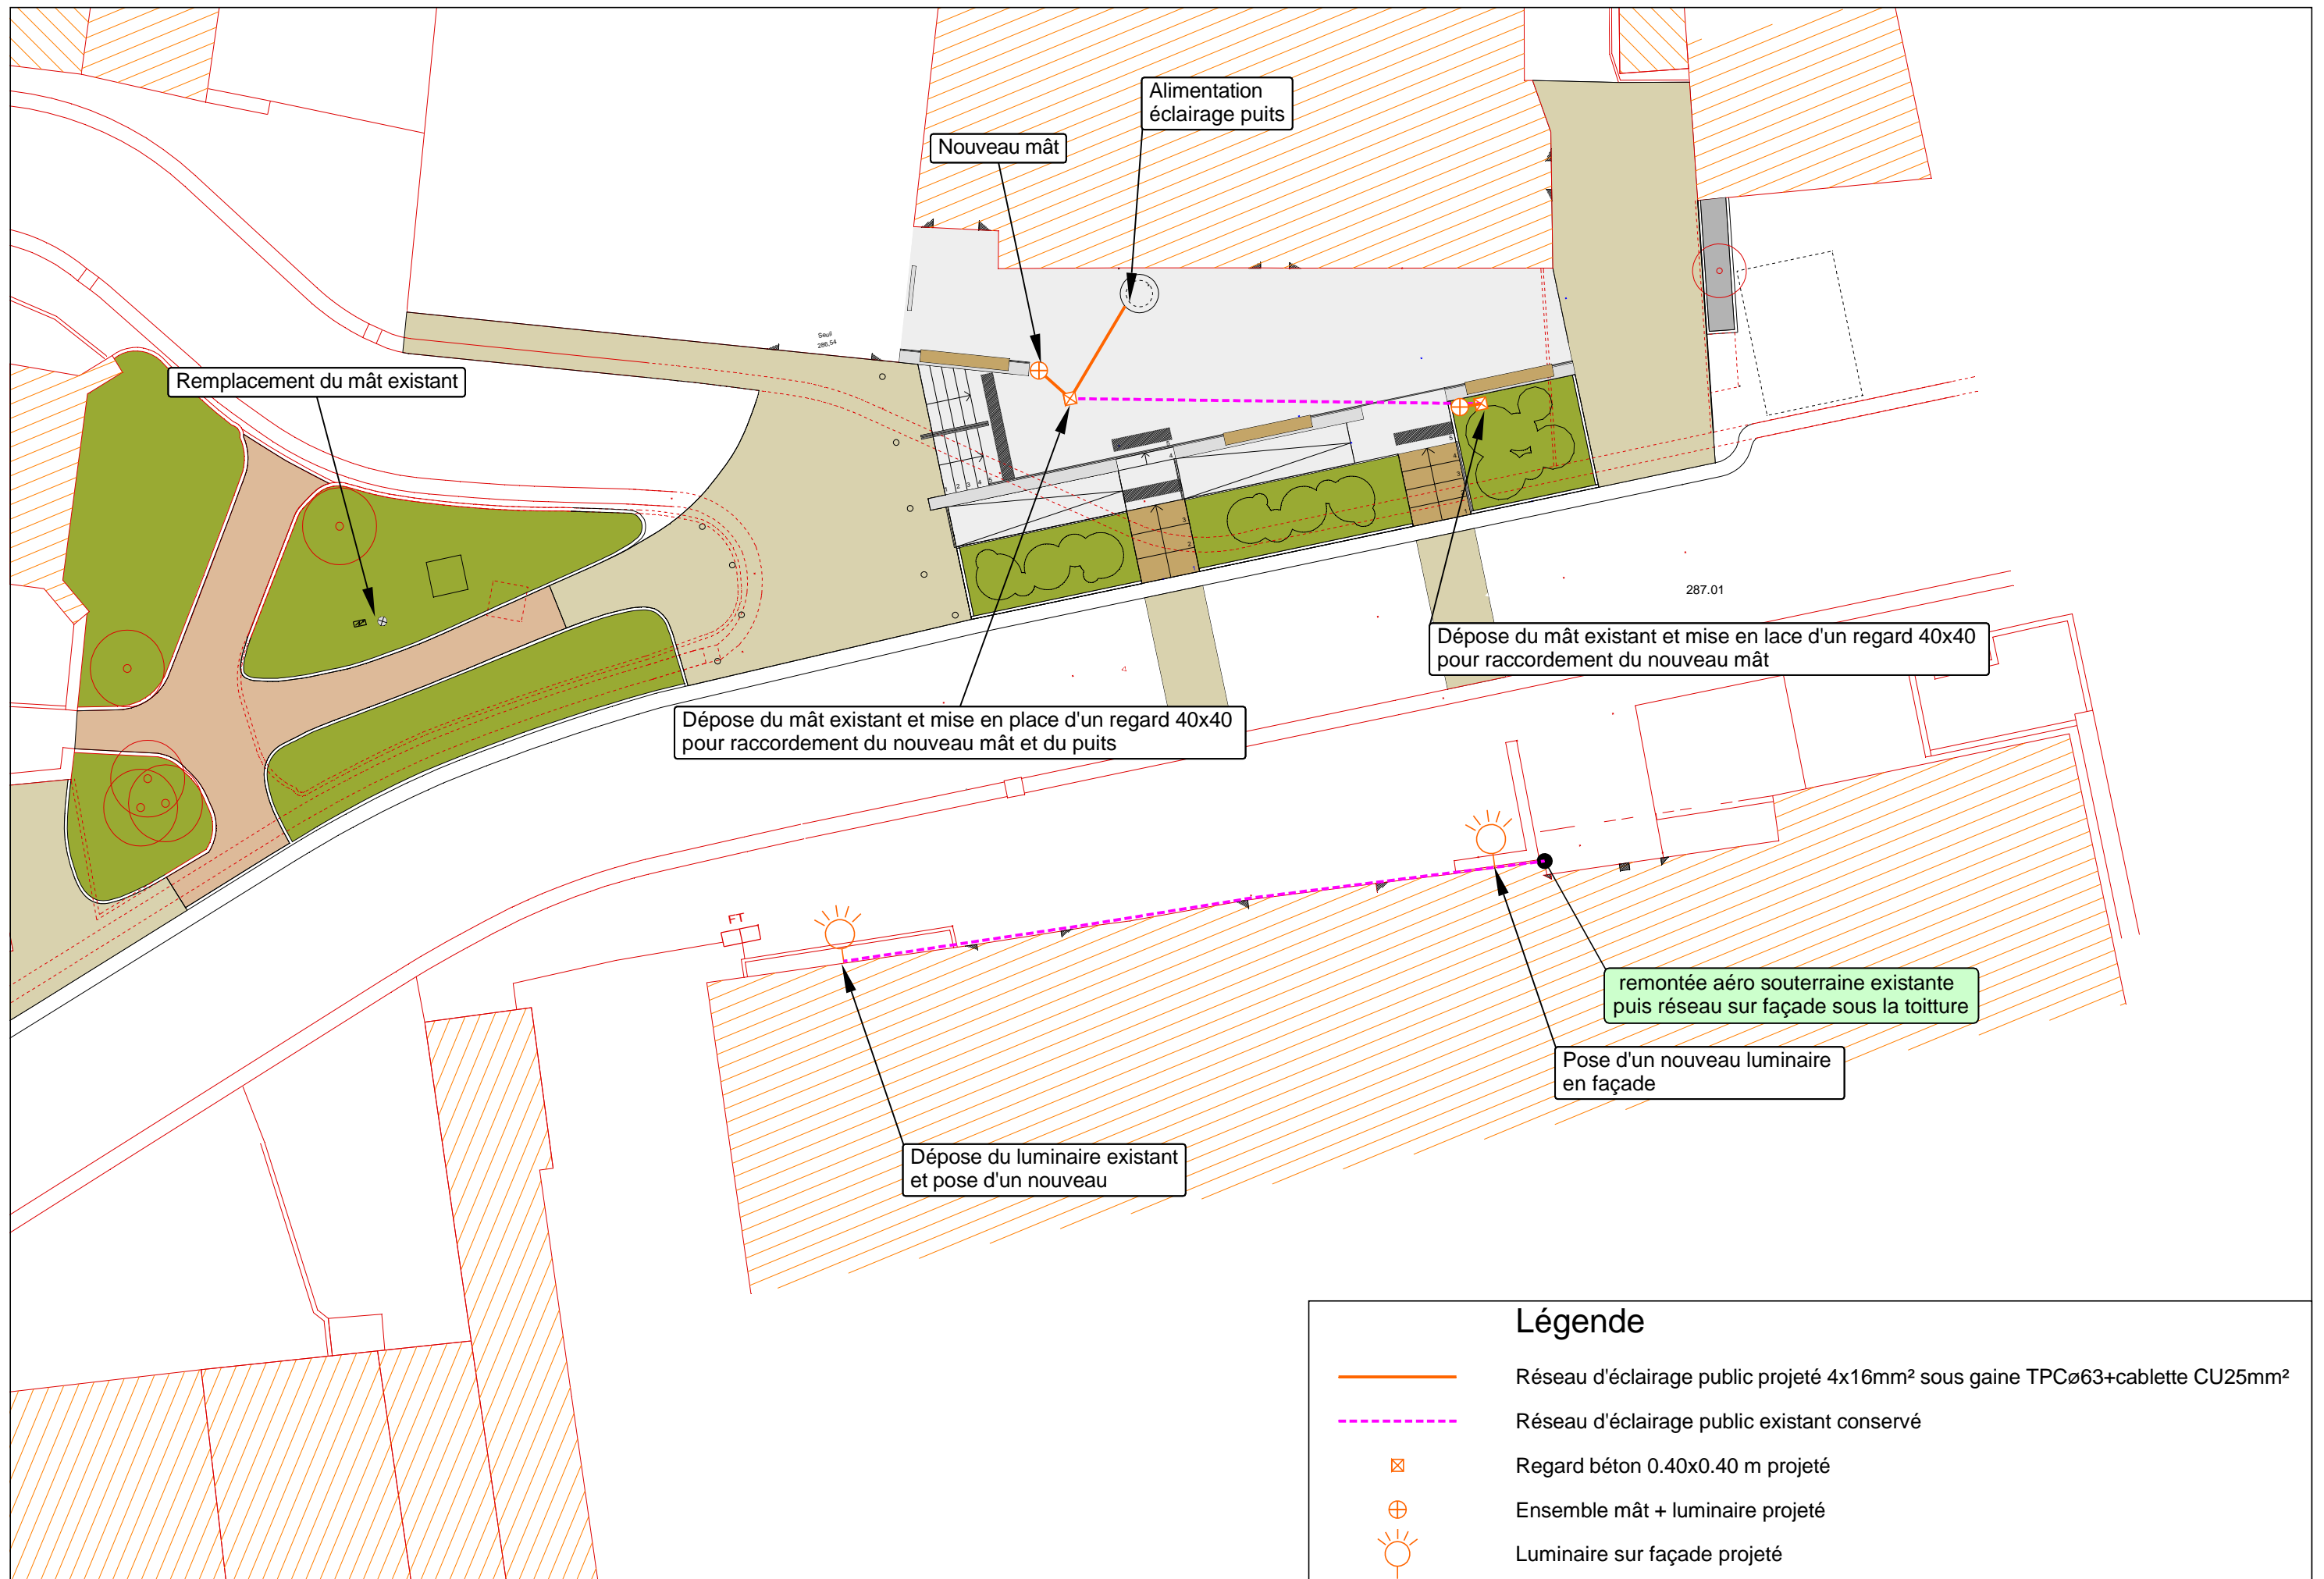 Alimentation
éclairage puits
Nouveau mât
Seuil
286.54
Remplacement du mât existant
287.01
Dépose du mât existant et mise en lace d'un regard 40x40
pour raccordement du nouveau mât
Dépose du mât existant et mise en place d'un regard 40x40
pour raccordement du nouveau mât et du puits
FT
remontée aéro souterraine existante
puis réseau sur façade sous la toitture
Pose d'un nouveau luminaire
en façade
Dépose du luminaire existant
et pose d'un nouveau
Légende
Réseau d'éclairage public projeté 4x16mm² sous gaine TPCø63+cablette CU25mm²
Réseau d'éclairage public existant conservé
Regard béton 0.40x0.40 m projeté
Ensemble mât + luminaire projeté
Luminaire sur façade projeté